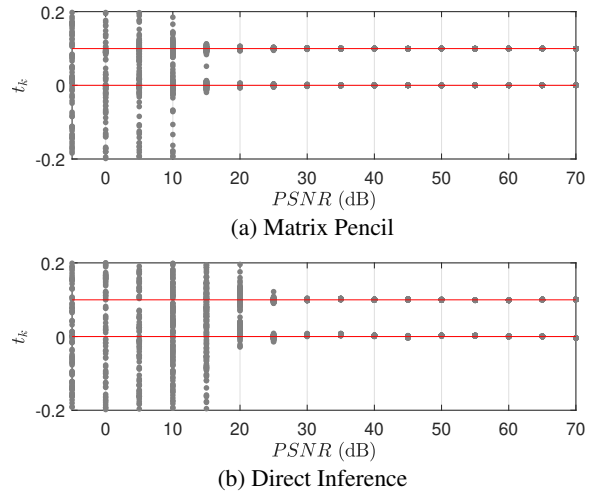 0.2
0
-0.2
t_k
0 10 20 30 40 50 60 70
PSNR (dB)
(a) Matrix Pencil
0.2
0
-0.2
t_k
0 10 20 30 40 50 60 70
PSNR (dB)
(b) Direct Inference